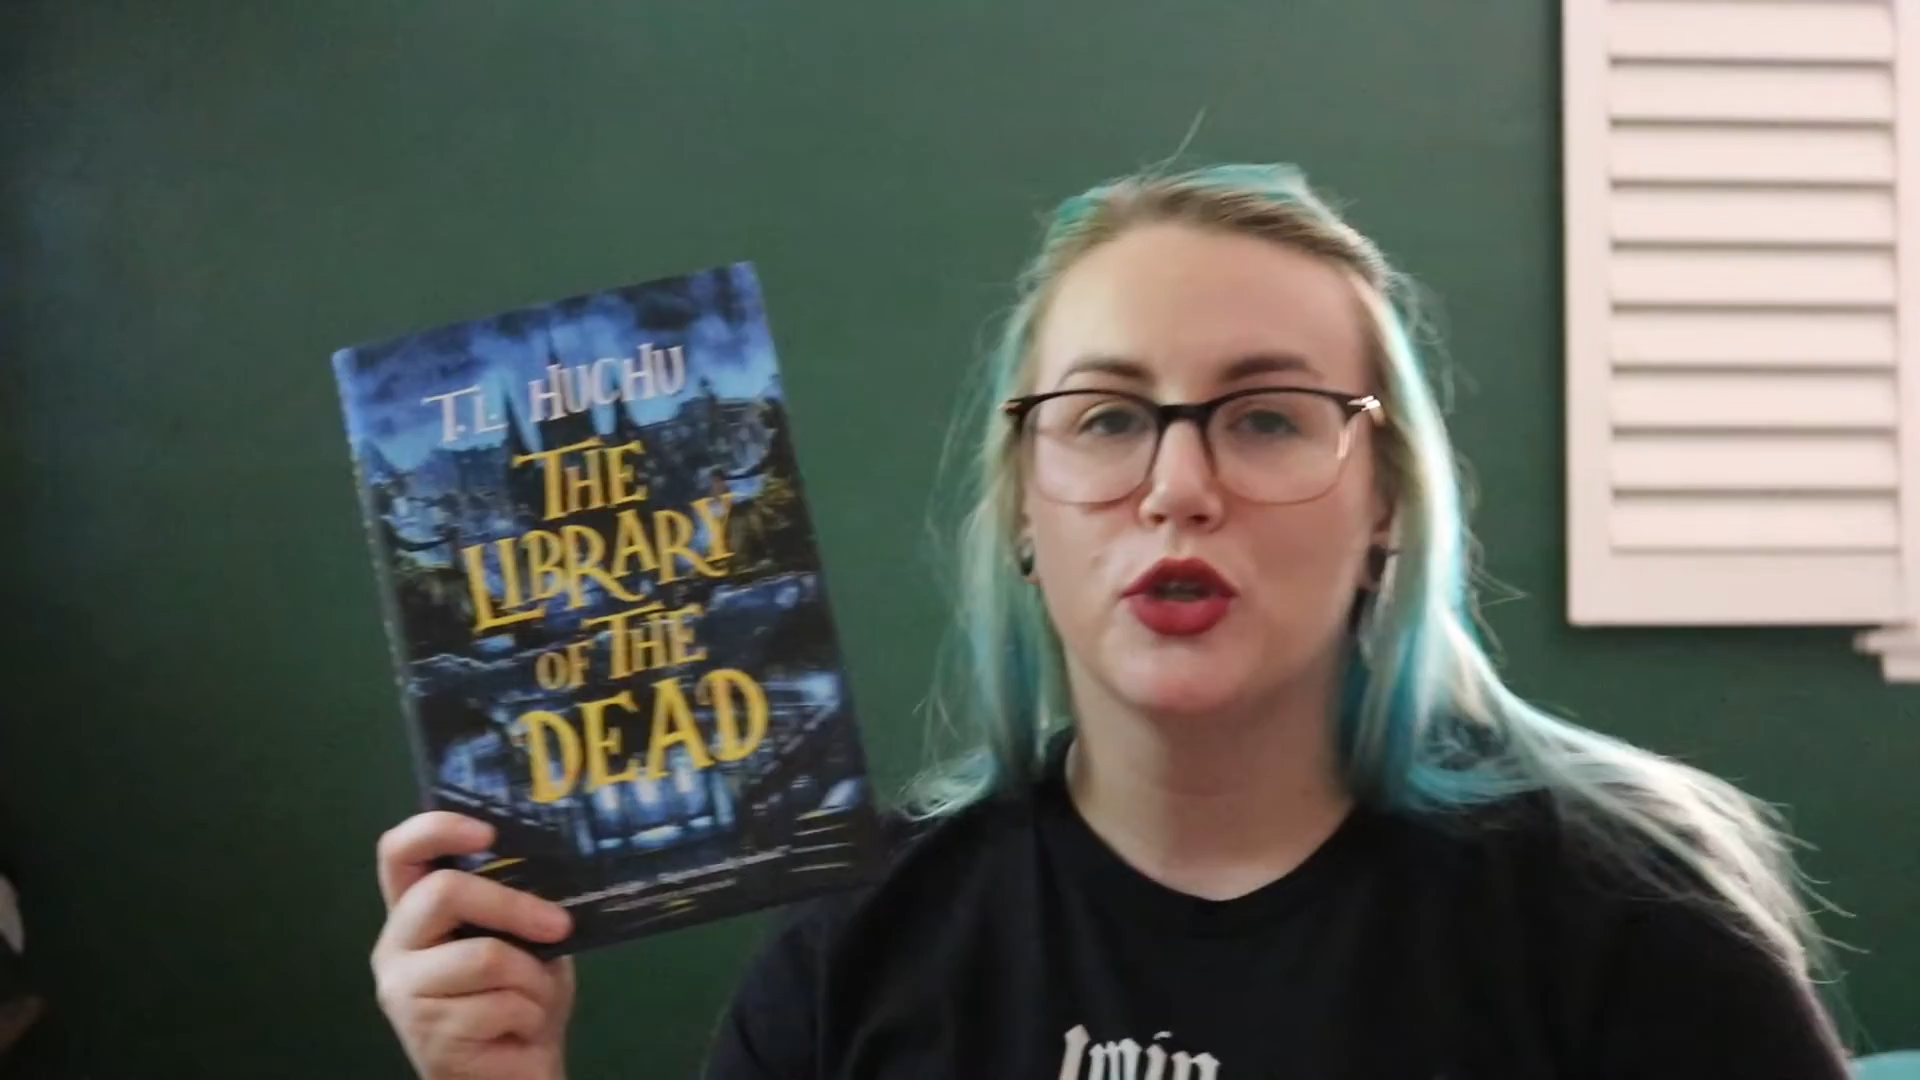 T.L. HUCHU
THE
LIBRARY
OF THE
DEAD